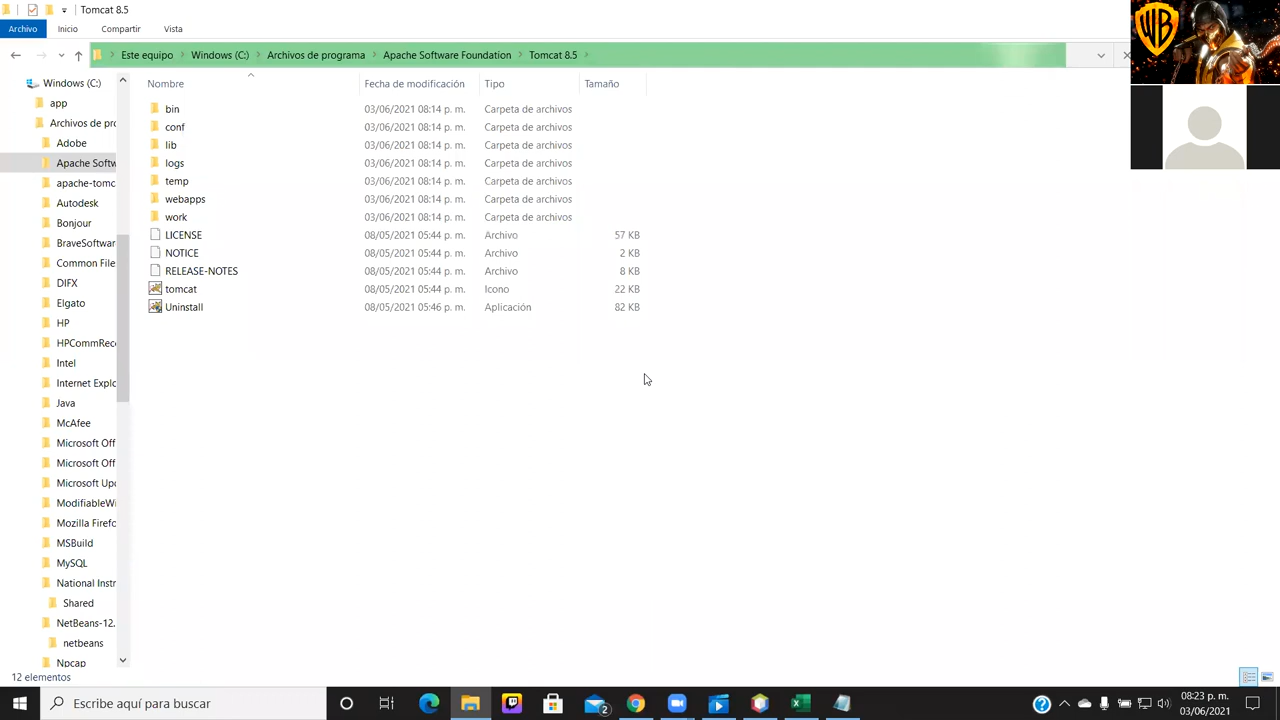 Tomcat 8.5
Archivo Inicio Compartir Vista
Este equipo Windows (C:) Archivos de programa Apache Software Foundation Tomcat 8.5
WB
Windows (C:)
app
Archivos de pro
Adobe
Apache Softw
apache-tomc
Autodesk
Bonjour
BraveSoftwar
Common File
DIFX
Elgato
HP
HPCommReco
Intel
Internet Explo
Java
McAfee
Microsoft Off
Microsoft Off
Microsoft Upd
ModifiableWi
Mozilla Firefo
MSBuild
MySQL
National Instr
Shared
NetBeans-12.
netbeans
Npcap
Nombre Fecha de modificación Tipo Tamaño
bin 03/06/2021 08:14 p. m. Carpeta de archivos
conf 03/06/2021 08:14 p. m. Carpeta de archivos
lib 03/06/2021 08:14 p. m. Carpeta de archivos
logs 03/06/2021 08:14 p. m. Carpeta de archivos
temp 03/06/2021 08:14 p. m. Carpeta de archivos
webapps 03/06/2021 08:14 p. m. Carpeta de archivos
work 03/06/2021 08:14 p. m. Carpeta de archivos
LICENSE 08/05/2021 05:44 p. m. Archivo 57 KB
NOTICE 08/05/2021 05:44 p. m. Archivo 2 KB
RELEASE-NOTES 08/05/2021 05:44 p. m. Archivo 8 KB
tomcat 08/05/2021 05:44 p. m. Icono 22 KB
Uninstall 08/05/2021 05:46 p. m. Aplicación 82 KB
12 elementos
Escribe aquí para buscar
2
08:23 p. m.
03/06/2021